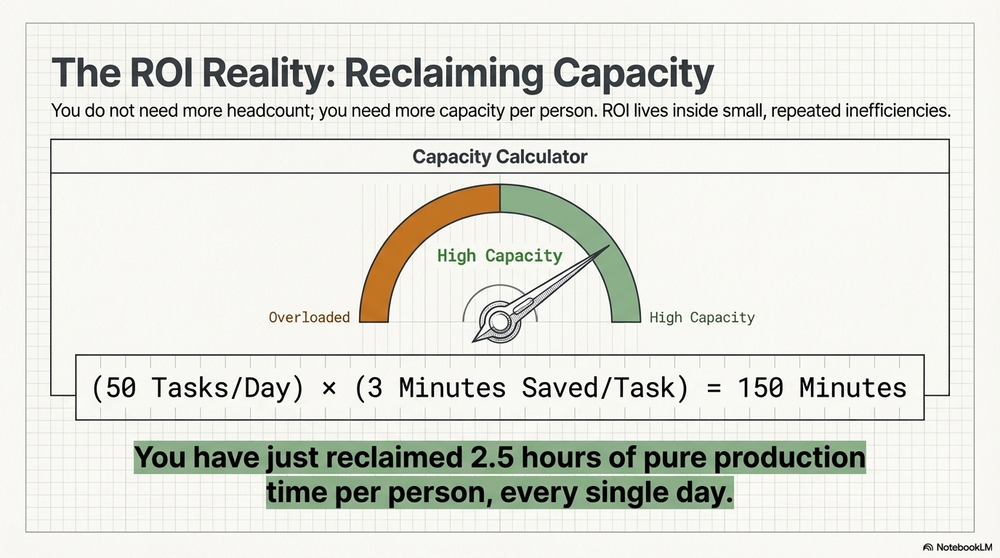 The ROI Reality: Reclaiming Capacity
You do not need more headcount; you need more capacity per person. ROI lives inside small, repeated inefficiencies.
Capacity Calculator
High Capacity
Overloaded
High Capacity
(50 Tasks/Day) × (3 Minutes Saved/Task) = 150 Minutes
You have just reclaimed 2.5 hours of pure production
time per person, every single day.
NotebookLM